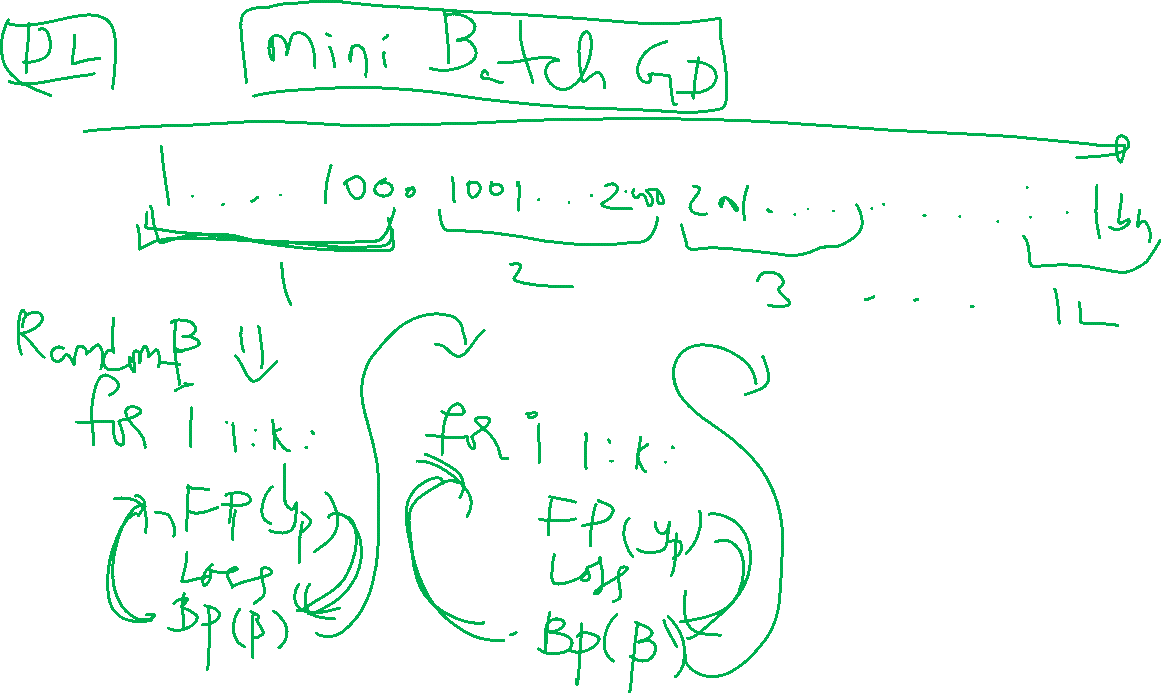 DL
mini Batch GD
1 . . . . 1000 1001 . . . 2000 2001 . . . . . . . . . . . 1bn
1 2 3 . . . . 1L
Random β
for i 1:k:
FP(yp)
Loss
BP(β)
for i 1:k:
FP(yp)
Loss
BP(β)